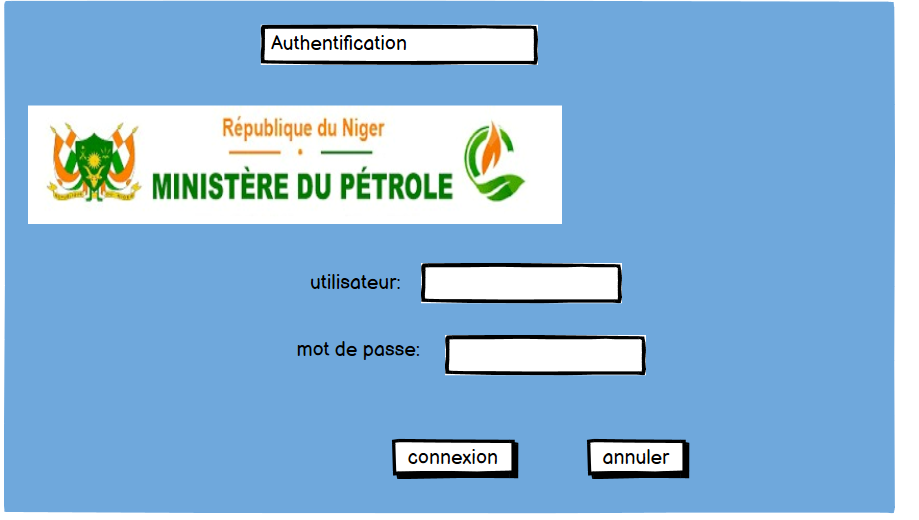 Authentification
République du Niger
MINISTÈRE DU PÉTROLE
utilisateur:
mot de passe:
connexion
annuler